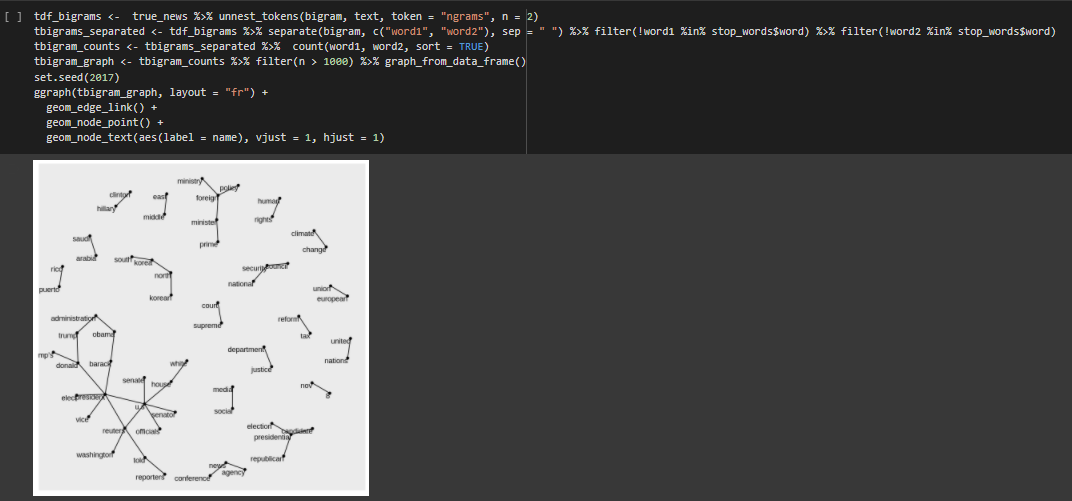 [ ] tdf_bigrams <-  true_news %>% unnest_tokens(bigram, text, token = "ngrams", n = 2)
tbigrams_separated <- tdf_bigrams %>% separate(bigram, c("word1", "word2"), sep = " ") %>% filter(!word1 %in% stop_words$word) %>% filter(!word2 %in% stop_words$word)
tbigram_counts <- tbigrams_separated %>%  count(word1, word2, sort = TRUE)
tbigram_graph <- tbigram_counts %>% filter(n > 1000) %>% graph_from_data_frame()
set.seed(2017)
ggraph(tbigram_graph, layout = "fr") +
  geom_edge_link() +
  geom_node_point() +
  geom_node_text(aes(label = name), vjust = 1, hjust = 1)
ministry
policy
clinton
east
foreign
human
hillary
middle
minister
rights
climate
saudi
prime
change
arabia
south
korea
security
council
rico
north
national
puerto
union
korean
european
court
administration
supreme
reform
trump
obama
tax
united
department
mp's
donald
barack
white
nations
justice
senate
house
nov
media
elect
president
u.s
senator
social
vice
reuters
officials
election
candidate
presidential
washington
told
republican
news
reporters
conference
agency